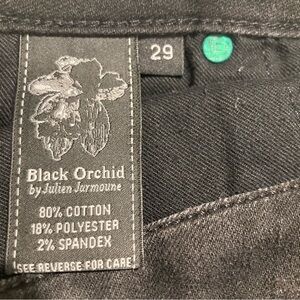 29
Black Orchid
by Julien Jarmoune
80% COTTON
18% POLYESTER
2% SPANDEX
SEE REVERSE FOR CARE